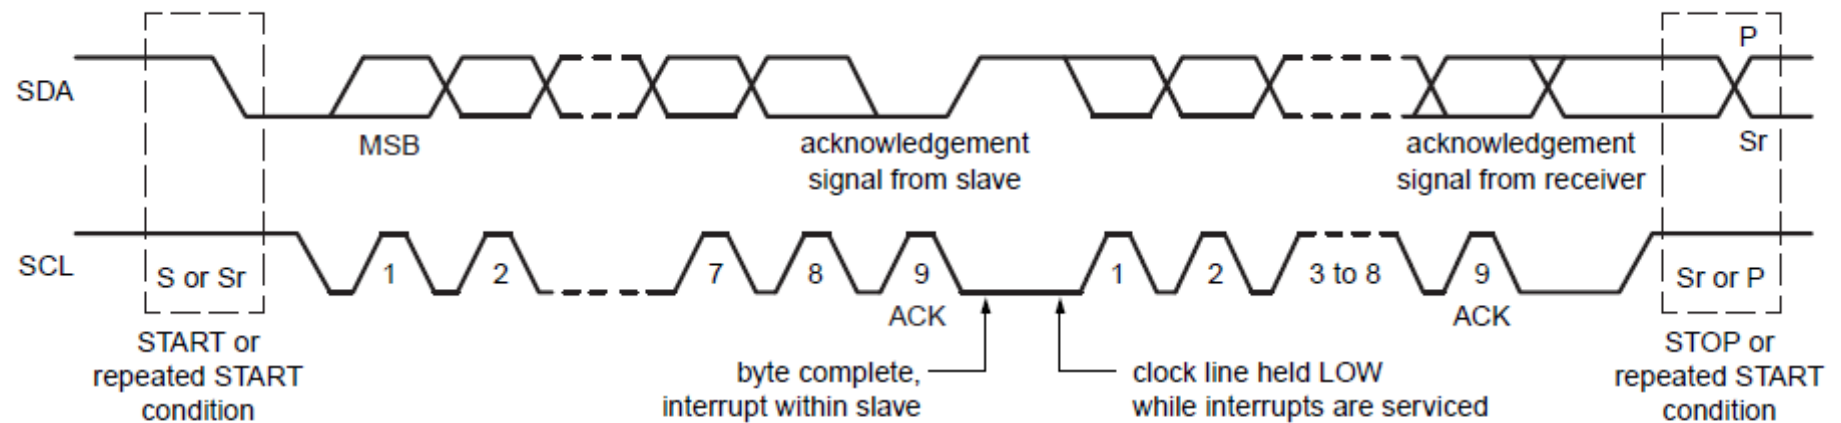 P
SDA
MSB
acknowledgement
signal from slave
acknowledgement
signal from receiver
Sr
SCL
S or Sr
1
2
7
8
9
1
2
3 to 8
9
Sr or P
ACK
ACK
START or
repeated START
condition
byte complete,
interrupt within slave
clock line held LOW
while interrupts are serviced
STOP or
repeated START
condition